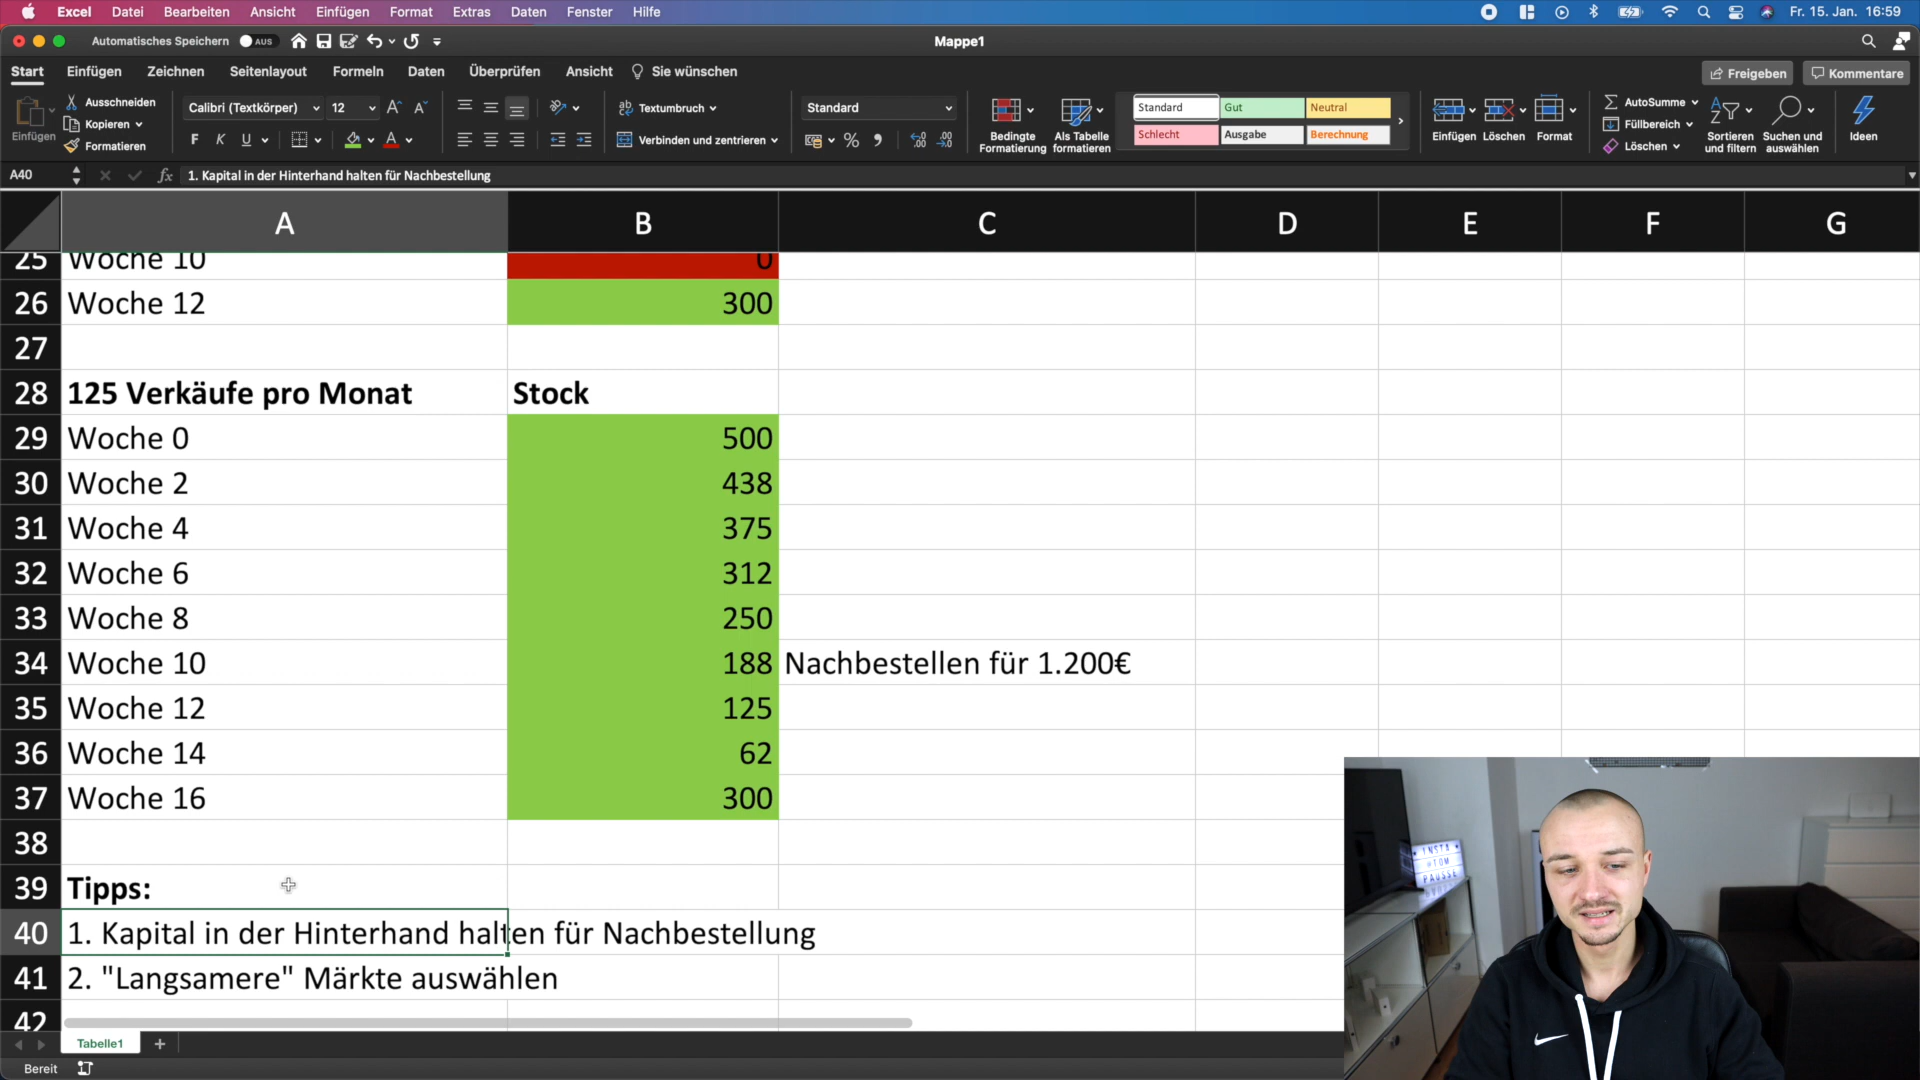 Excel Datei Bearbeiten Ansicht Einfügen Format Extras Daten Fenster Hilfe
Fr. 15. Jan. 16:59
Automatisches Speichern AUS
Mappe1
Start Einfügen Zeichnen Seitenlayout Formeln Daten Überprüfen Ansicht Sie wünschen
Freigeben Kommentare
Einfügen
Ausschneiden
Kopieren
Formatieren
Calibri (Textkörper) 12
F K U
Textumbruch
Verbinden und zentrieren
Standard
Bedingte Formatierung
Als Tabelle formatieren
Standard Gut Neutral
Schlecht Ausgabe Berechnung
Einfügen Löschen Format
AutoSumme
Füllbereich
Löschen
Sortieren und filtern
Suchen und auswählen
Ideen
A40 fx 1. Kapital in der Hinterhand halten für Nachbestellung
A B C D E F G
25 Woche 10 0
26 Woche 12 300
27
28 125 Verkäufe pro Monat Stock
29 Woche 0 500
30 Woche 2 438
31 Woche 4 375
32 Woche 6 312
33 Woche 8 250
34 Woche 10 188 Nachbestellen für 1.200€
35 Woche 12 125
36 Woche 14 62
37 Woche 16 300
38
39 Tipps:
40 1. Kapital in der Hinterhand halten für Nachbestellung
41 2. "Langsamere" Märkte auswählen
42
Tabelle1
Bereit
INSTA
@TOM
PAUSSE